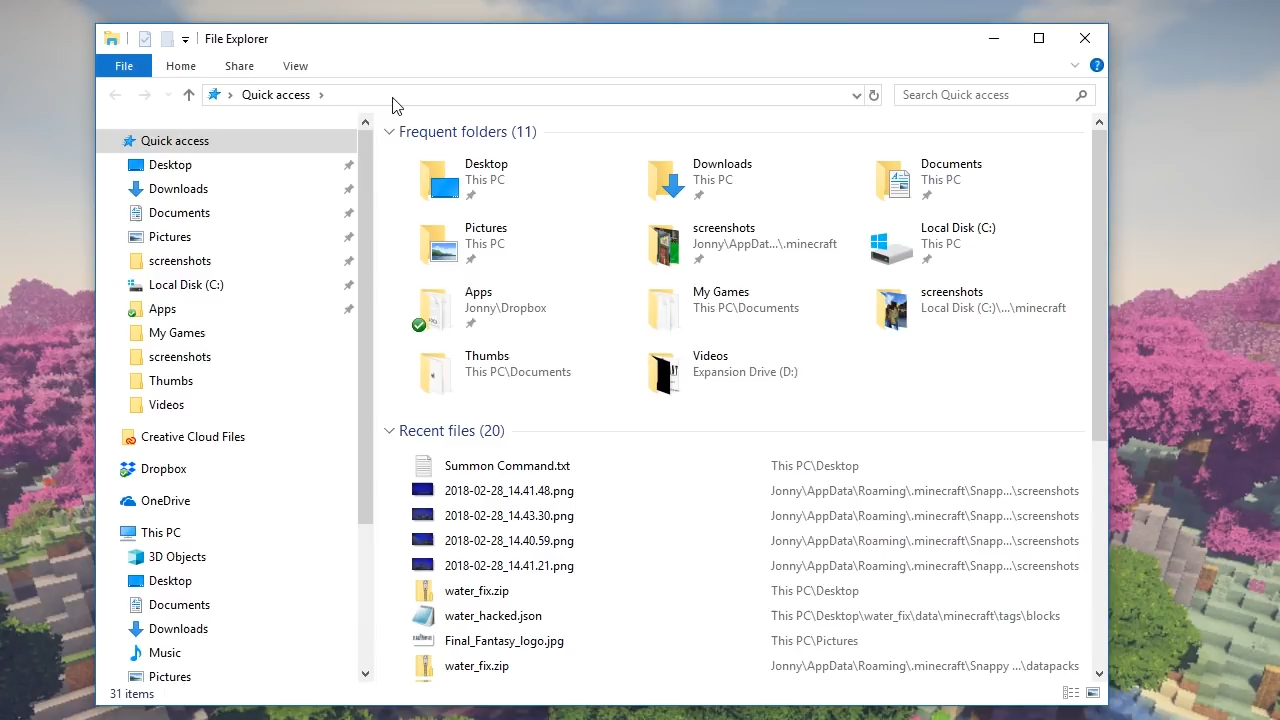 File Explorer
File Home Share View
Quick access
Search Quick access
Quick access
Desktop
Downloads
Documents
Pictures
screenshots
Local Disk (C:)
Apps
My Games
screenshots
Thumbs
Videos
Creative Cloud Files
Dropbox
OneDrive
This PC
3D Objects
Desktop
Documents
Downloads
Music
Pictures
Frequent folders (11)
Desktop
This PC
Downloads
This PC
Documents
This PC
Pictures
This PC
screenshots
Jonny\AppDat...\.minecraft
Local Disk (C:)
This PC
Apps
Jonny\Dropbox
My Games
This PC\Documents
screenshots
Local Disk (C:)\...\minecraft
Thumbs
This PC\Documents
Videos
Expansion Drive (D:)
Recent files (20)
Summon Command.txt This PC\Desktop
2018-02-28_14.41.48.png Jonny\AppData\Roaming\.minecraft\Snapp...\screenshots
2018-02-28_14.43.30.png Jonny\AppData\Roaming\.minecraft\Snapp...\screenshots
2018-02-28_14.40.59.png Jonny\AppData\Roaming\.minecraft\Snapp...\screenshots
2018-02-28_14.41.21.png Jonny\AppData\Roaming\.minecraft\Snapp...\screenshots
water_fix.zip This PC\Desktop
water_hacked.json This PC\Desktop\water_fix\data\minecraft\tags\blocks
Final_Fantasy_logo.jpg This PC\Pictures
water_fix.zip Jonny\AppData\Roaming\.minecraft\Snappy ...\datapacks
31 items